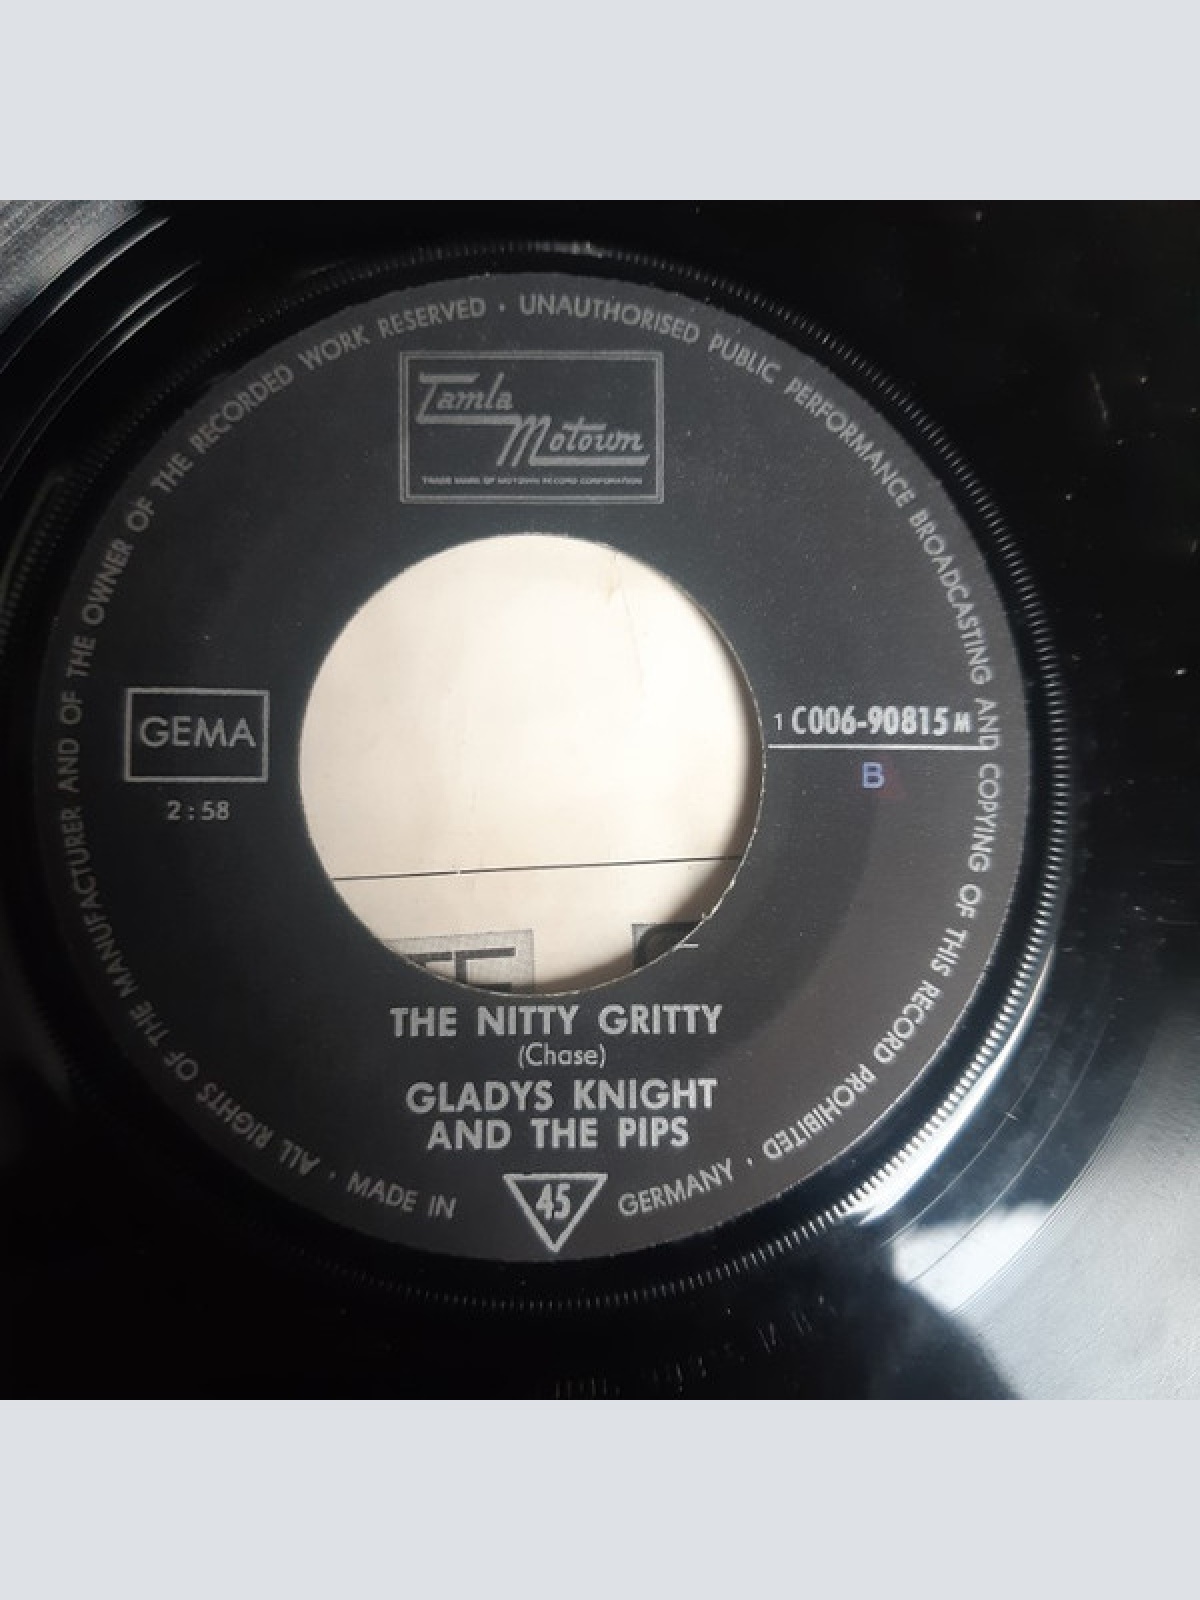 ALL RIGHTS OF THE MANUFACTURER AND OF THE OWNER OF THE RECORDED WORK RESERVED · UNAUTHORISED PUBLIC PERFORMANCE BROADCASTING AND COPYING OF THIS RECORD PROHIBITED ·
Tamla
Motown
TRADE MARK OF MOTOWN RECORD CORPORATION
GEMA
2:58
1 C006-90815 M
B
THE NITTY GRITTY
(Chase)
GLADYS KNIGHT
AND THE PIPS
MADE IN GERMANY
45